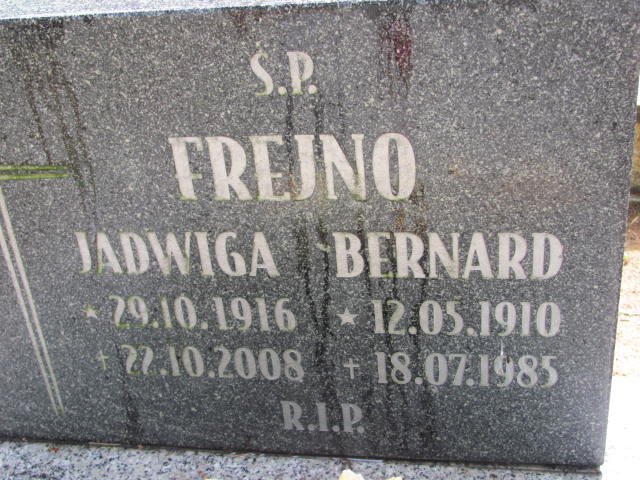 Ś.P.
FREJNO
JADWIGA BERNARD
* 29.10.1916 * 12.05.1910
+ 22.10.2008 + 18.07.1985
R.I.P.